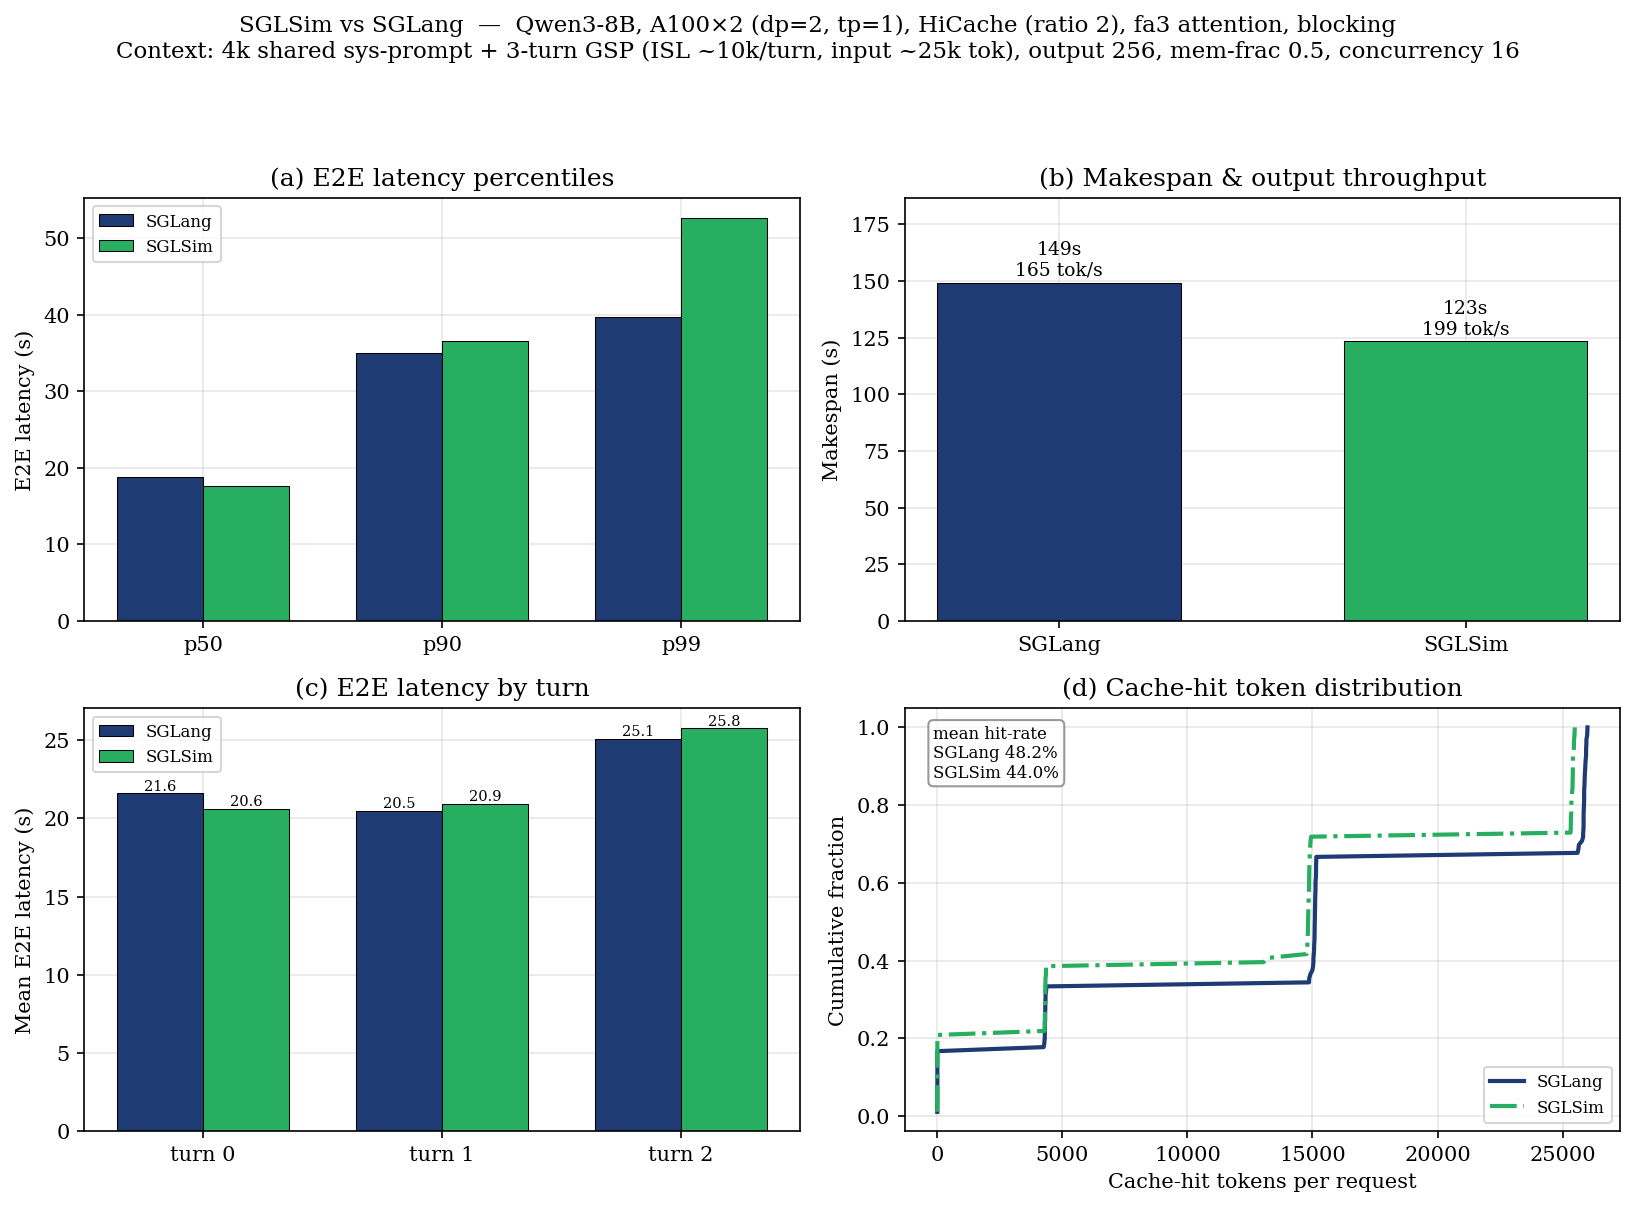 SGLSim vs SGLang — Qwen3-8B, A100×2 (dp=2, tp=1), HiCache (ratio 2), fa3 attention, blocking
Context: 4k shared sys-prompt + 3-turn GSP (ISL ~10k/turn, input ~25k tok), output 256, mem-frac 0.5, concurrency 16
(a) E2E latency percentiles
SGLang
SGLSim
E2E latency (s)
50
40
30
20
10
0
p50
p90
p99
(b) Makespan & output throughput
Makespan (s)
175
150
125
100
75
50
25
0
149s
165 tok/s
123s
199 tok/s
SGLang
SGLSim
(c) E2E latency by turn
SGLang
SGLSim
Mean E2E latency (s)
25
20
15
10
5
0
21.6
20.6
20.5
20.9
25.1
25.8
turn 0
turn 1
turn 2
(d) Cache-hit token distribution
mean hit-rate
SGLang 48.2%
SGLSim 44.0%
Cumulative fraction
1.0
0.8
0.6
0.4
0.2
0.0
SGLang
SGLSim
0
5000
10000
15000
20000
25000
Cache-hit tokens per request